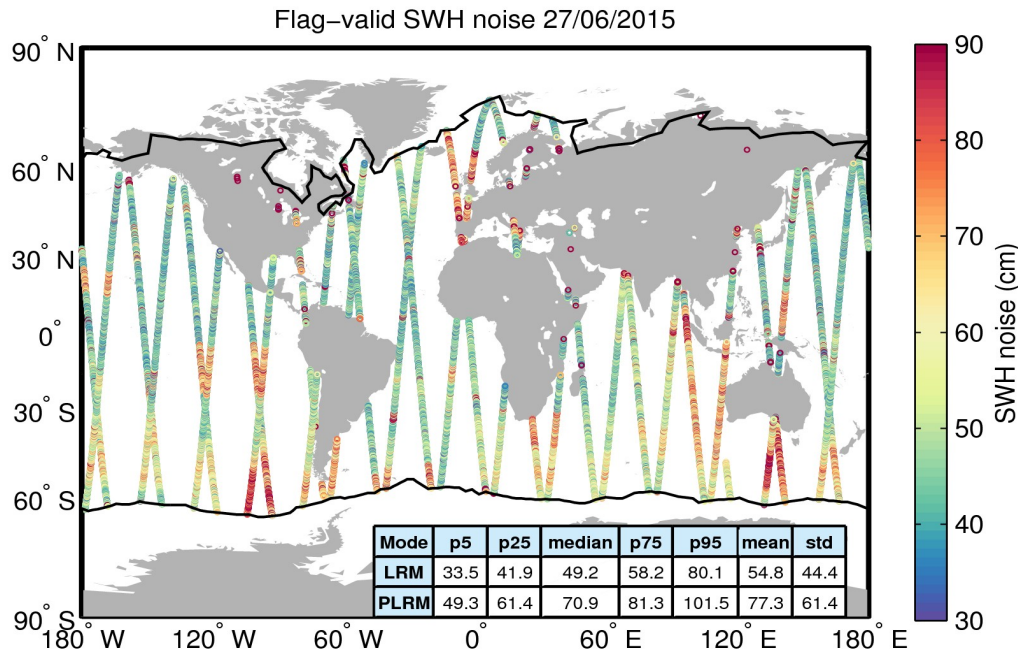 Flag−valid SWH noise 27/06/2015
90° N
60° N
30° N
0°
30° S
60° S
90° S
180° W
120° W
60° W
0°
60° E
120° E
180° E
Mode p5 p25 median p75 p95 mean std
LRM 33.5 41.9 49.2 58.2 80.1 54.8 44.4
PLRM 49.3 61.4 70.9 81.3 101.5 77.3 61.4
90
80
70
60
50
40
30
SWH noise (cm)